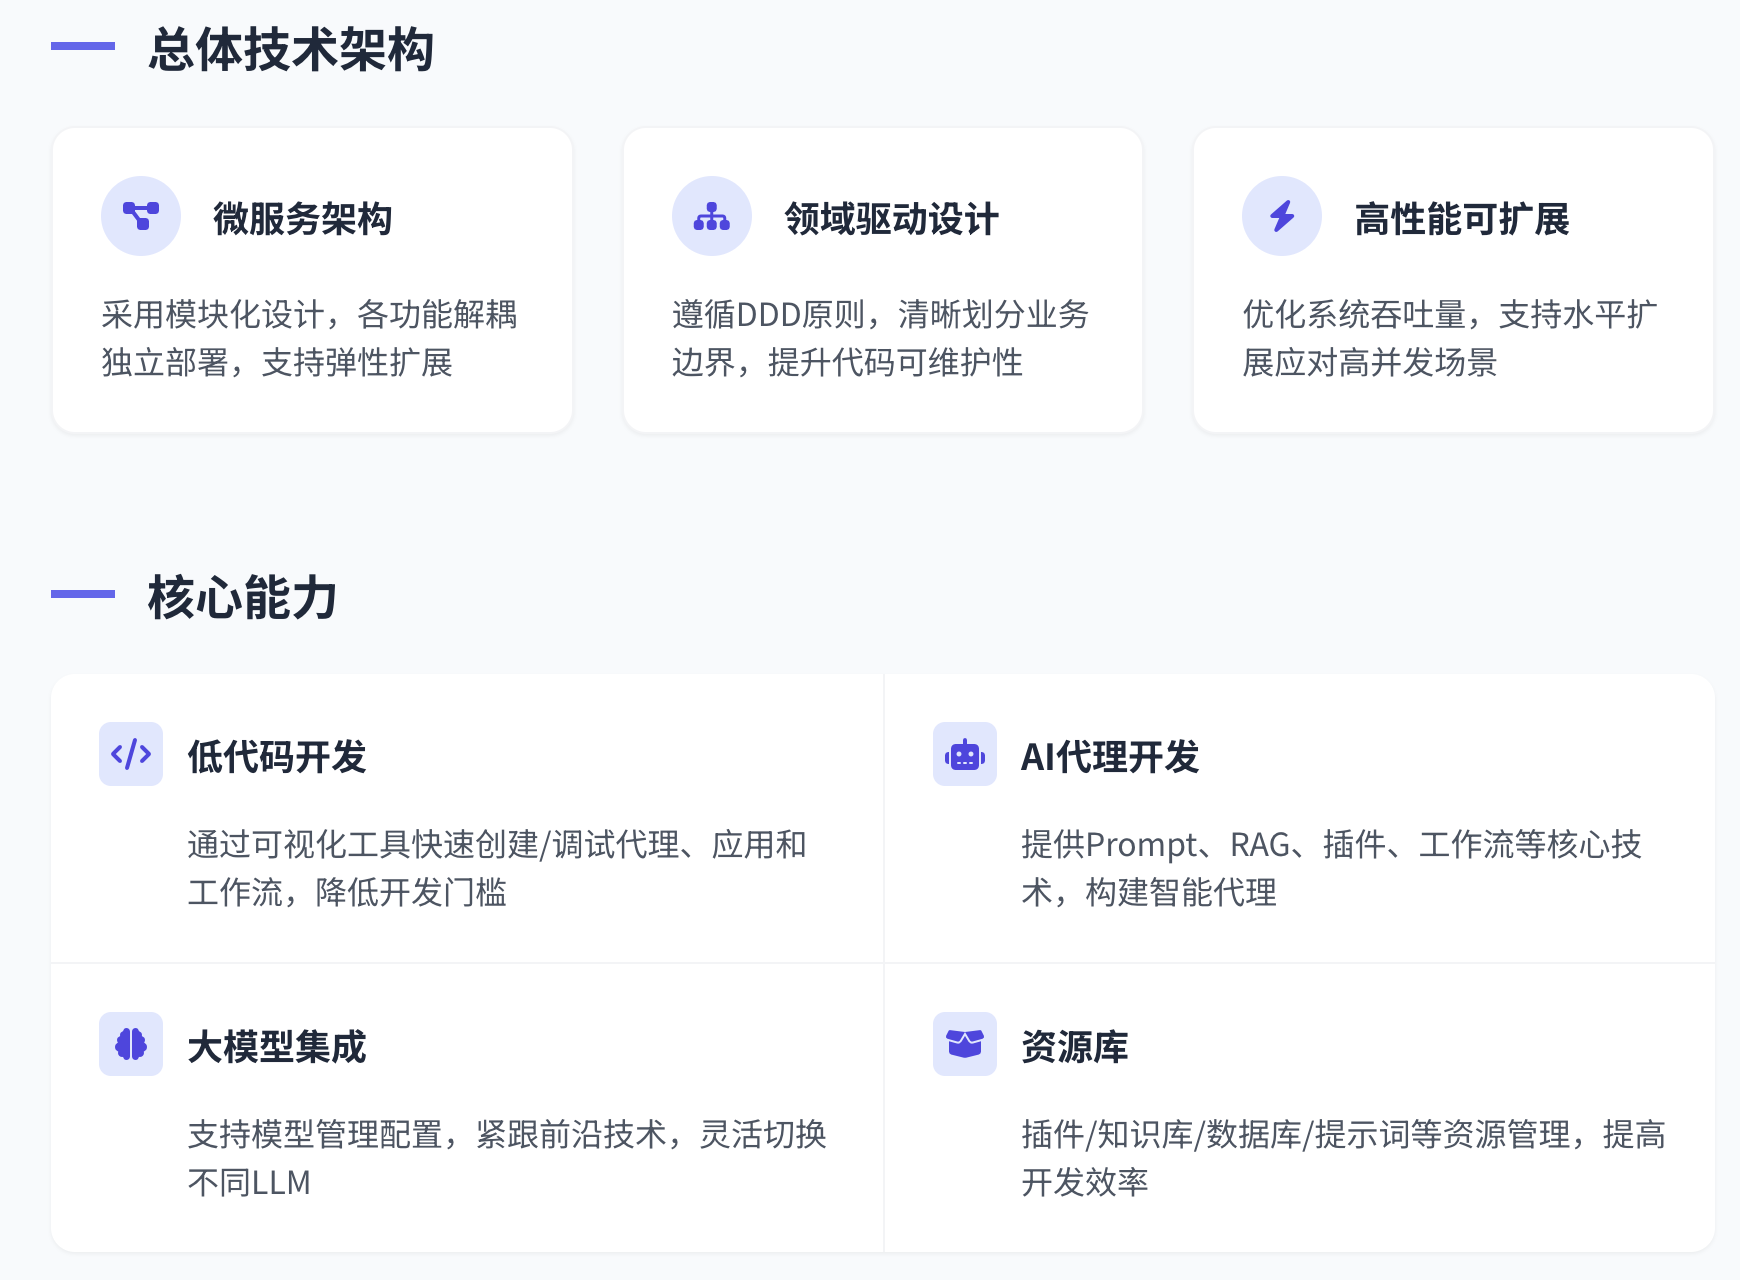 总体技术架构
微服务架构
采用模块化设计，各功能解耦
独立部署，支持弹性扩展
领域驱动设计
遵循DDD原则，清晰划分业务
边界，提升代码可维护性
高性能可扩展
优化系统吞吐量，支持水平扩
展应对高并发场景
核心能力
低代码开发
通过可视化工具快速创建/调试代理、应用和
工作流，降低开发门槛
AI代理开发
提供Prompt、RAG、插件、工作流等核心技
术，构建智能代理
大模型集成
支持模型管理配置，紧跟前沿技术，灵活切换
不同LLM
资源库
插件/知识库/数据库/提示词等资源管理，提高
开发效率